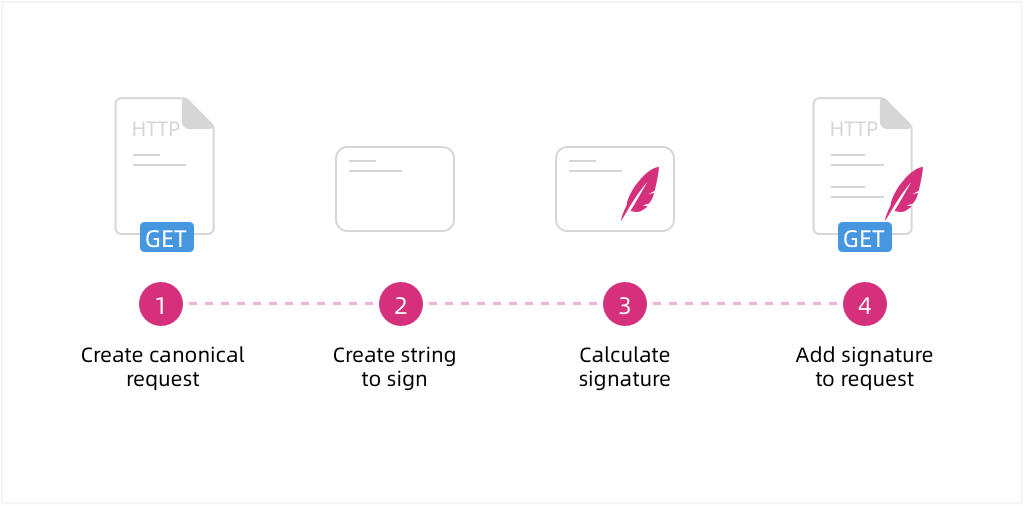 HTTP
GET
HTTP
GET
1
2
3
4
Create canonical
request
Create string
to sign
Calculate
signature
Add signature
to request